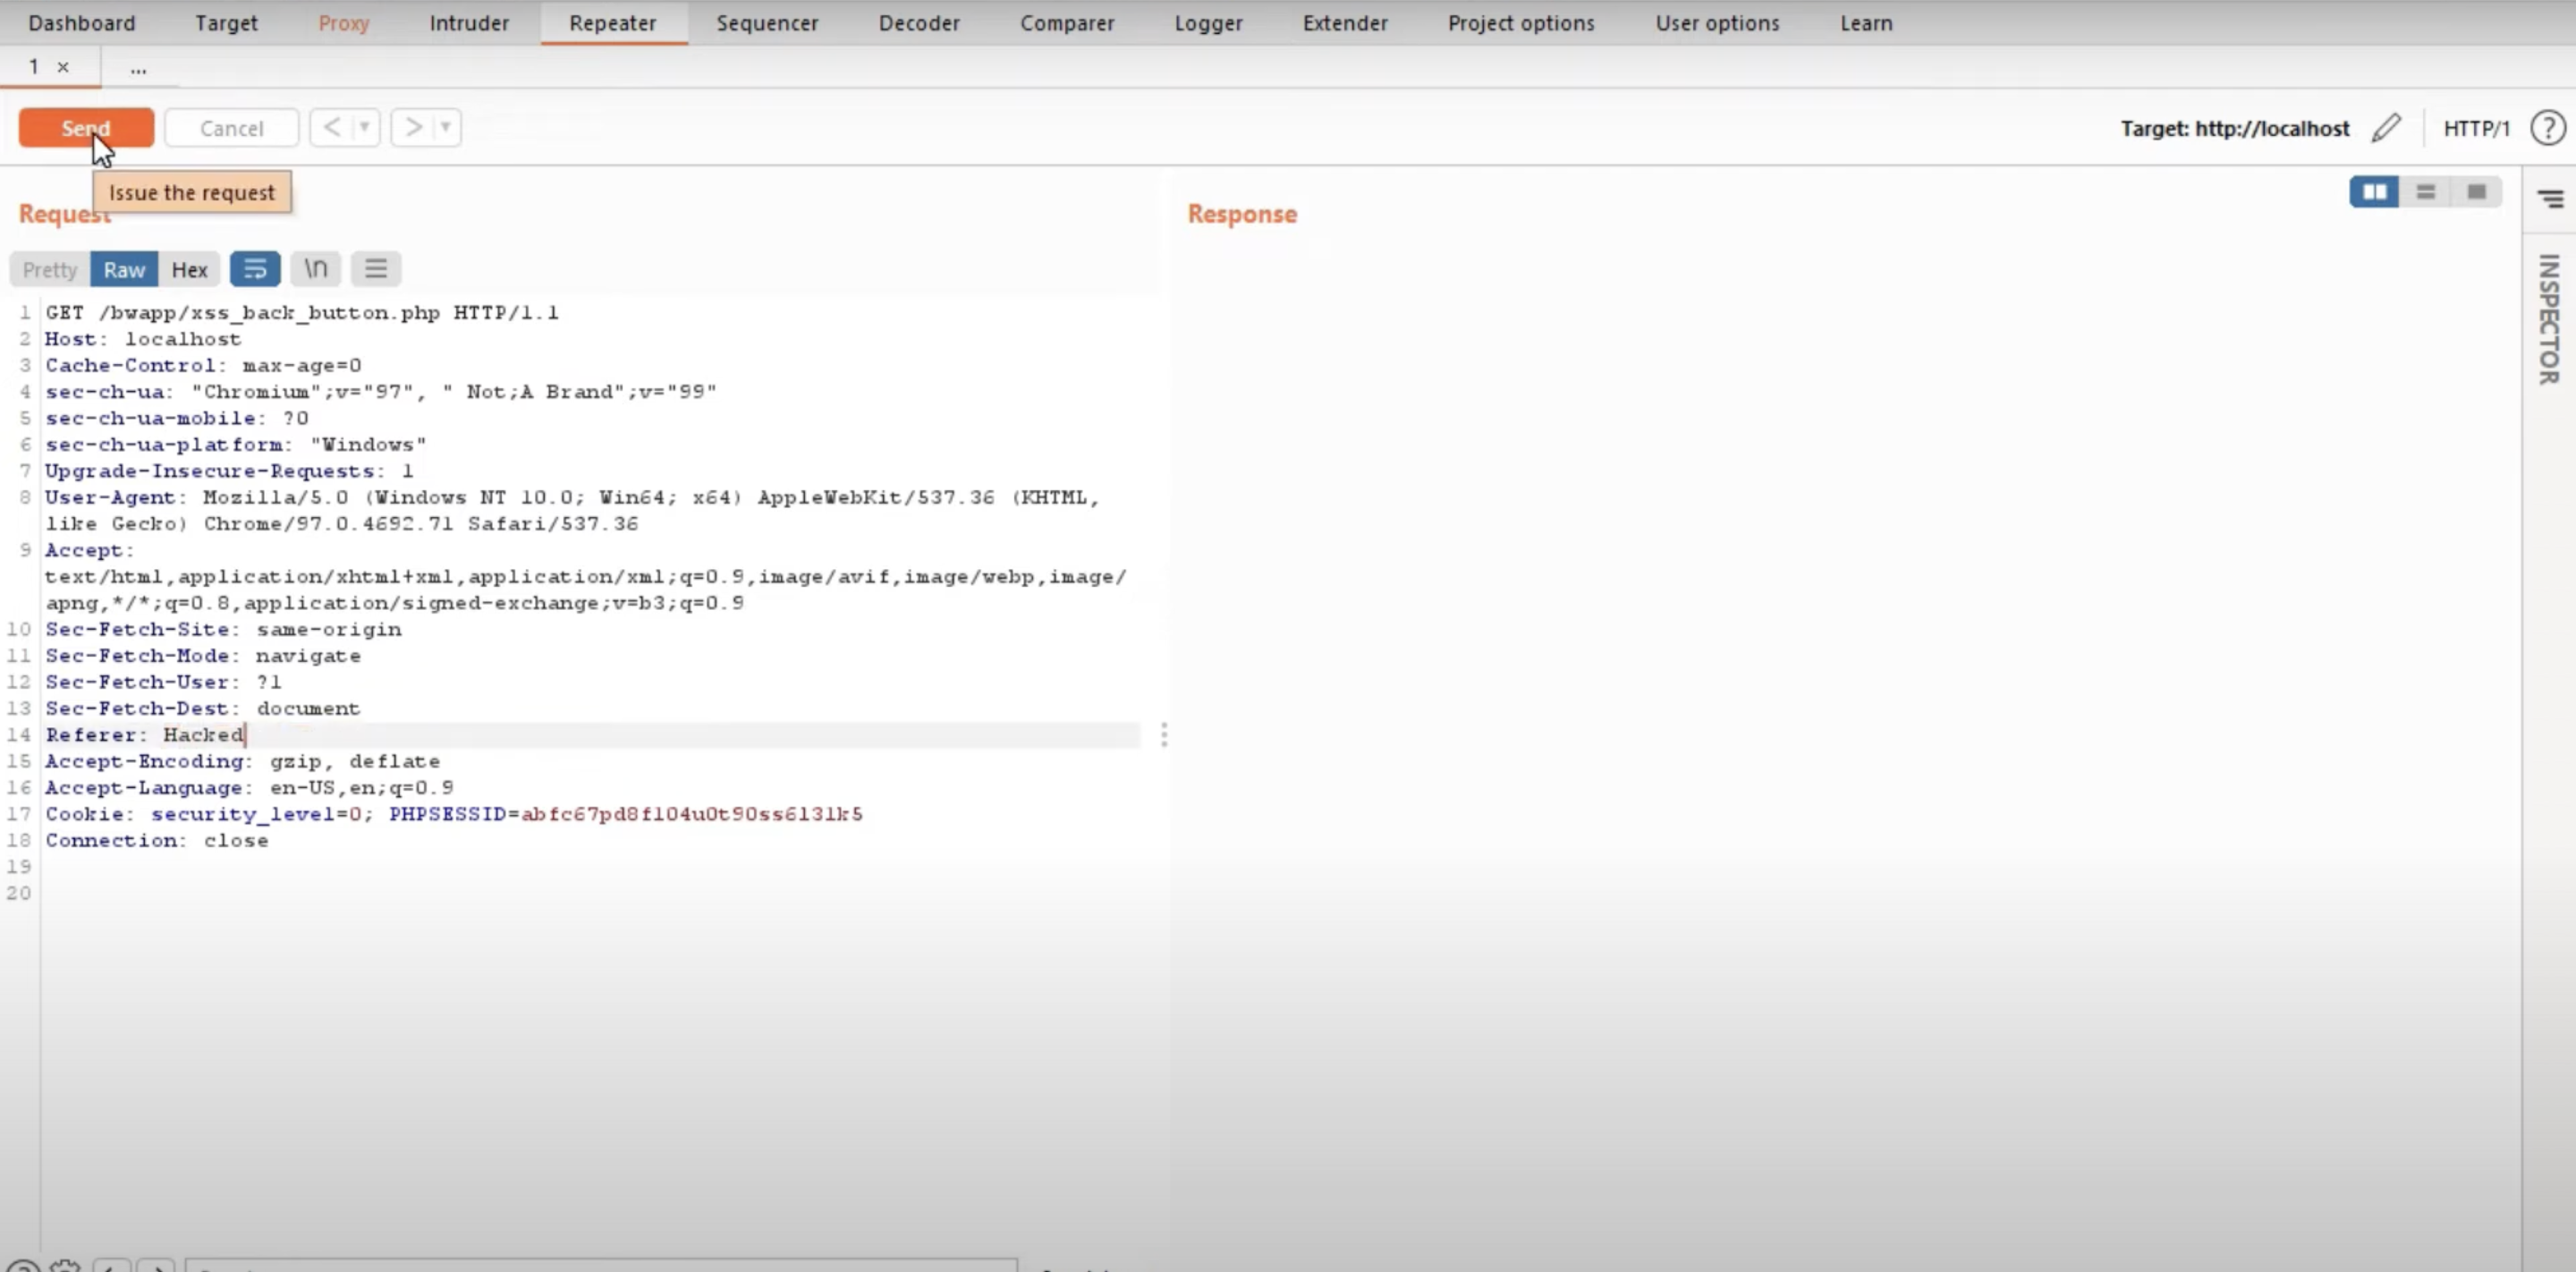 Dashboard Target Proxy Intruder Repeater Sequencer Decoder Comparer Logger Extender Project options User options Learn
1 × ...
Send Cancel < > Target: http://localhost HTTP/1 ?
Issue the request
Request Response
Pretty Raw Hex \n
INSPECTOR
1 GET /bwapp/xss_back_button.php HTTP/1.1
2 Host: localhost
3 Cache-Control: max-age=0
4 sec-ch-ua: "Chromium";v="97", " Not;A Brand";v="99"
5 sec-ch-ua-mobile: ?0
6 sec-ch-ua-platform: "Windows"
7 Upgrade-Insecure-Requests: 1
8 User-Agent: Mozilla/5.0 (Windows NT 10.0; Win64; x64) AppleWebKit/537.36 (KHTML,
like Gecko) Chrome/97.0.4692.71 Safari/537.36
9 Accept:
text/html,application/xhtml+xml,application/xml;q=0.9,image/avif,image/webp,image/
apng,*/*;q=0.8,application/signed-exchange;v=b3;q=0.9
10 Sec-Fetch-Site: same-origin
11 Sec-Fetch-Mode: navigate
12 Sec-Fetch-User: ?1
13 Sec-Fetch-Dest: document
14 Referer: Hacked
15 Accept-Encoding: gzip, deflate
16 Accept-Language: en-US,en;q=0.9
17 Cookie: security_level=0; PHPSESSID=abfc67pd8fl04u0t90ss6131k5
18 Connection: close
19
20